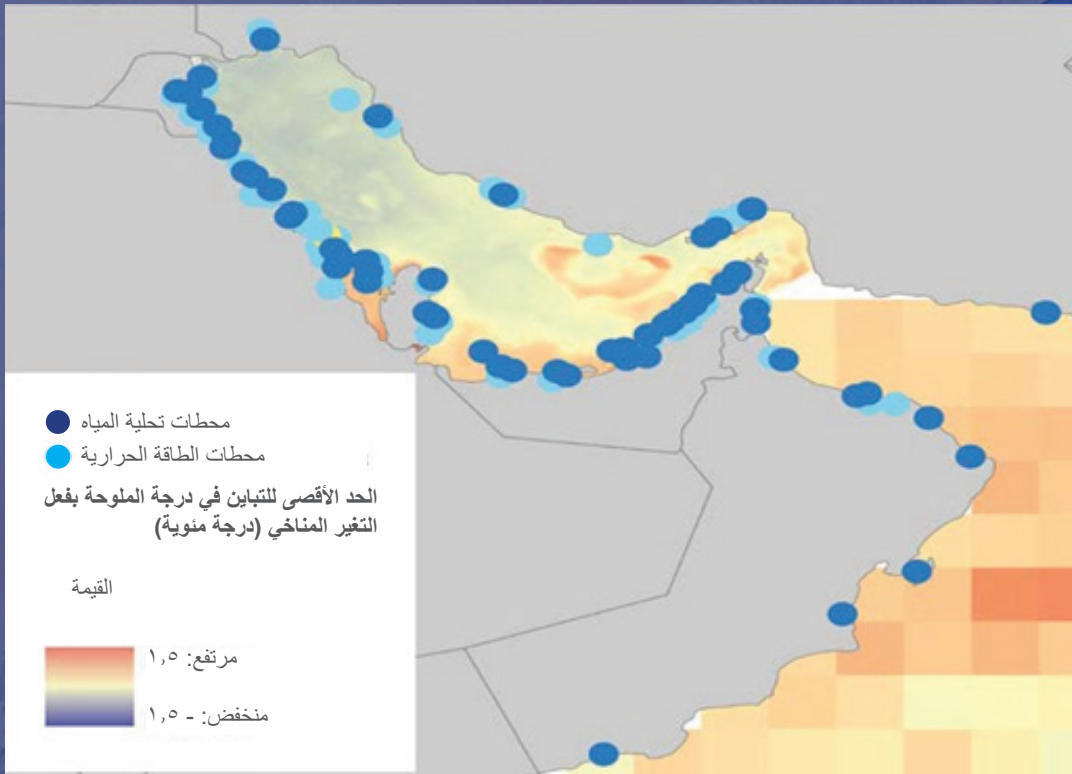 محطات تحلية المياه
محطات الطاقة الحرارية
الحد الأقصى للتباين في درجة الملوحة بفعل
التغير المناخي (درجة مئوية)
القيمة
مرتفع: ١,٥
منخفض: - ١,٥